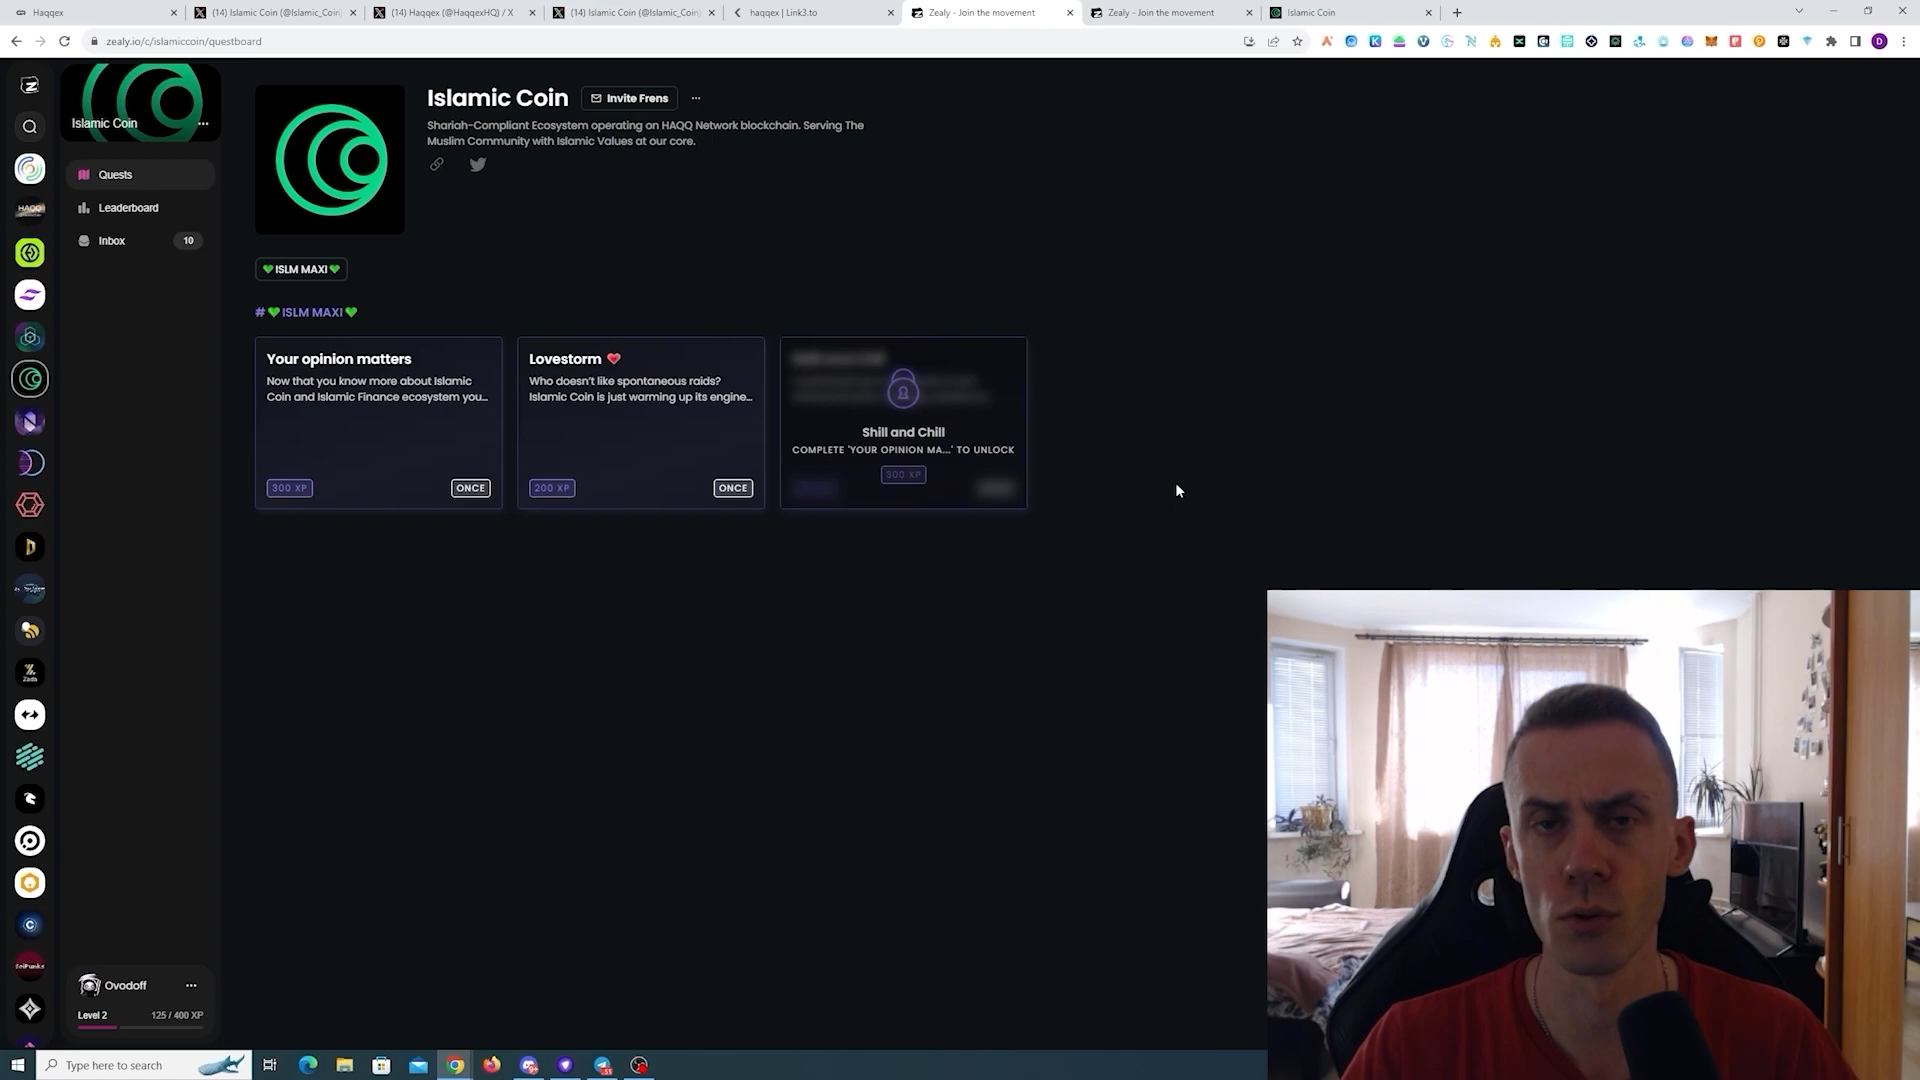 Haqqex
(14) Islamic Coin (@Islamic_Coin)
(14) Haqqex (@HaqqexHQ) / X
(14) Islamic Coin (@Islamic_Coin)
haqqex | Link3.to
Zealy - Join the movement
Zealy - Join the movement
Islamic Coin
zealy.io/c/islamiccoin/questboard
D
Islamic Coin
Quests
Leaderboard
Inbox
10
Islamic Coin
Invite Frens
Shariah-Compliant Ecosystem operating on HAQQ Network blockchain. Serving The
Muslim Community with Islamic Values at our core.
💚ISLM MAXI💚
# 💚ISLM MAXI💚
Your opinion matters
Now that you know more about Islamic
Coin and Islamic Finance ecosystem you...
300 XP
ONCE
Lovestorm ❤️
Who doesn't like spontaneous raids?
Islamic Coin is just warming up its engine...
200 XP
ONCE
Shill and Chill
COMPLETE 'YOUR OPINION MA...' TO UNLOCK
300 XP
HAQQ
Zada
Ovodoff
Level 2
125 / 400 XP
Type here to search